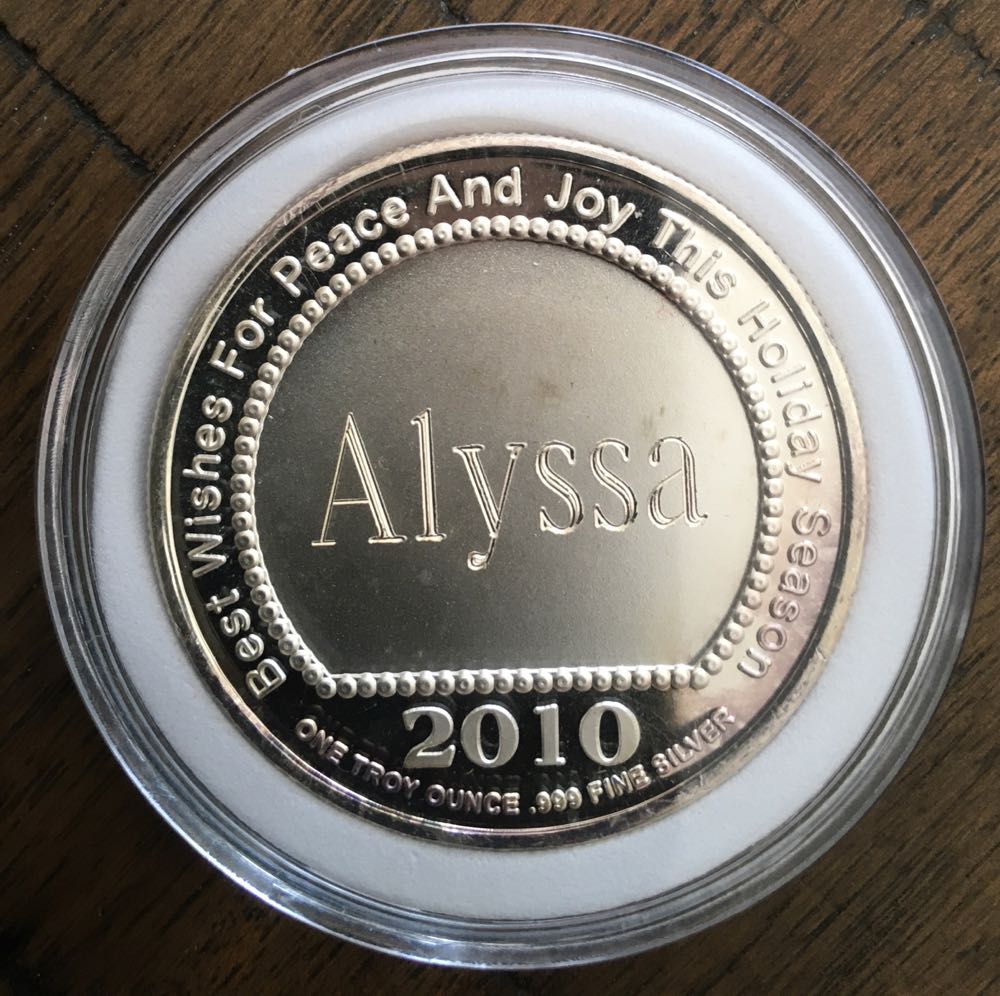 Best Wishes For Peace And Joy This Holiday Season
Alyssa
2010
ONE TROY OUNCE .999 FINE SILVER